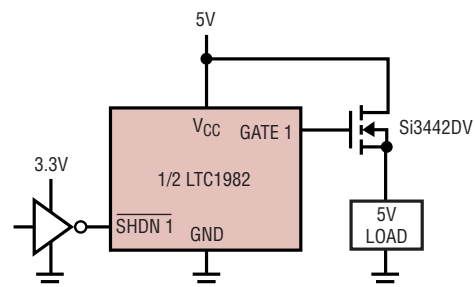 5V
VCC
GATE 1
Si3442DV
3.3V
1/2 LTC1982
SHDN 1
GND
5V
LOAD